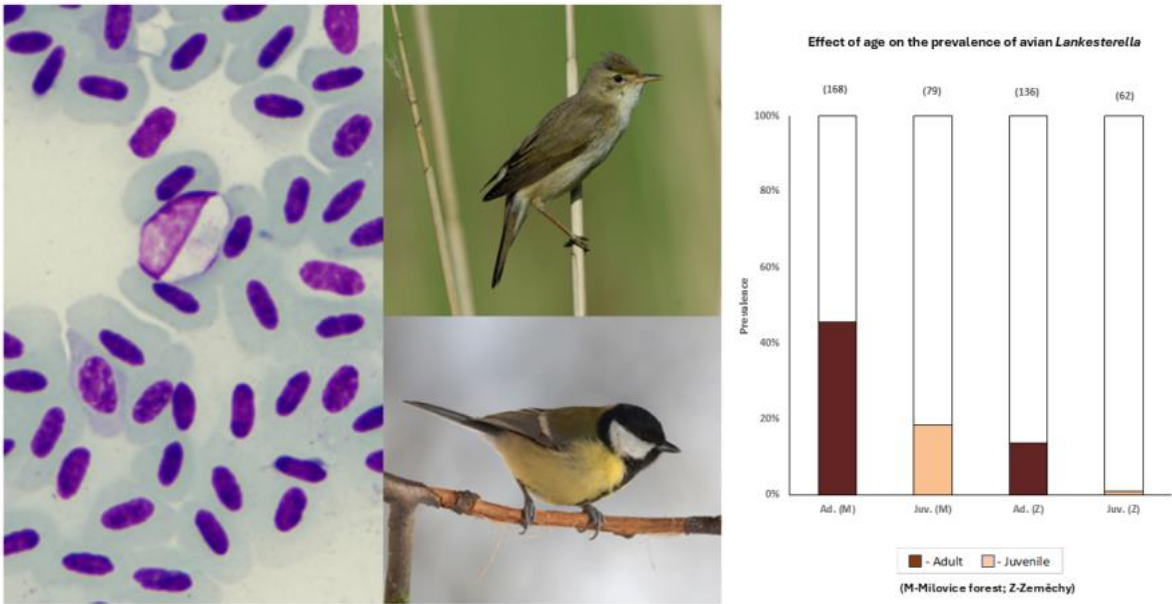 Effect of age on the prevalence of avian Lankesterella
(168) (79) (136) (62)
100%
80%
60%
40%
20%
0%
Prevalence
Ad. (M) Juv. (M) Ad. (Z) Juv. (Z)
- Adult - Juvenile
(M-Milovice forest; Z-Zeměchy)